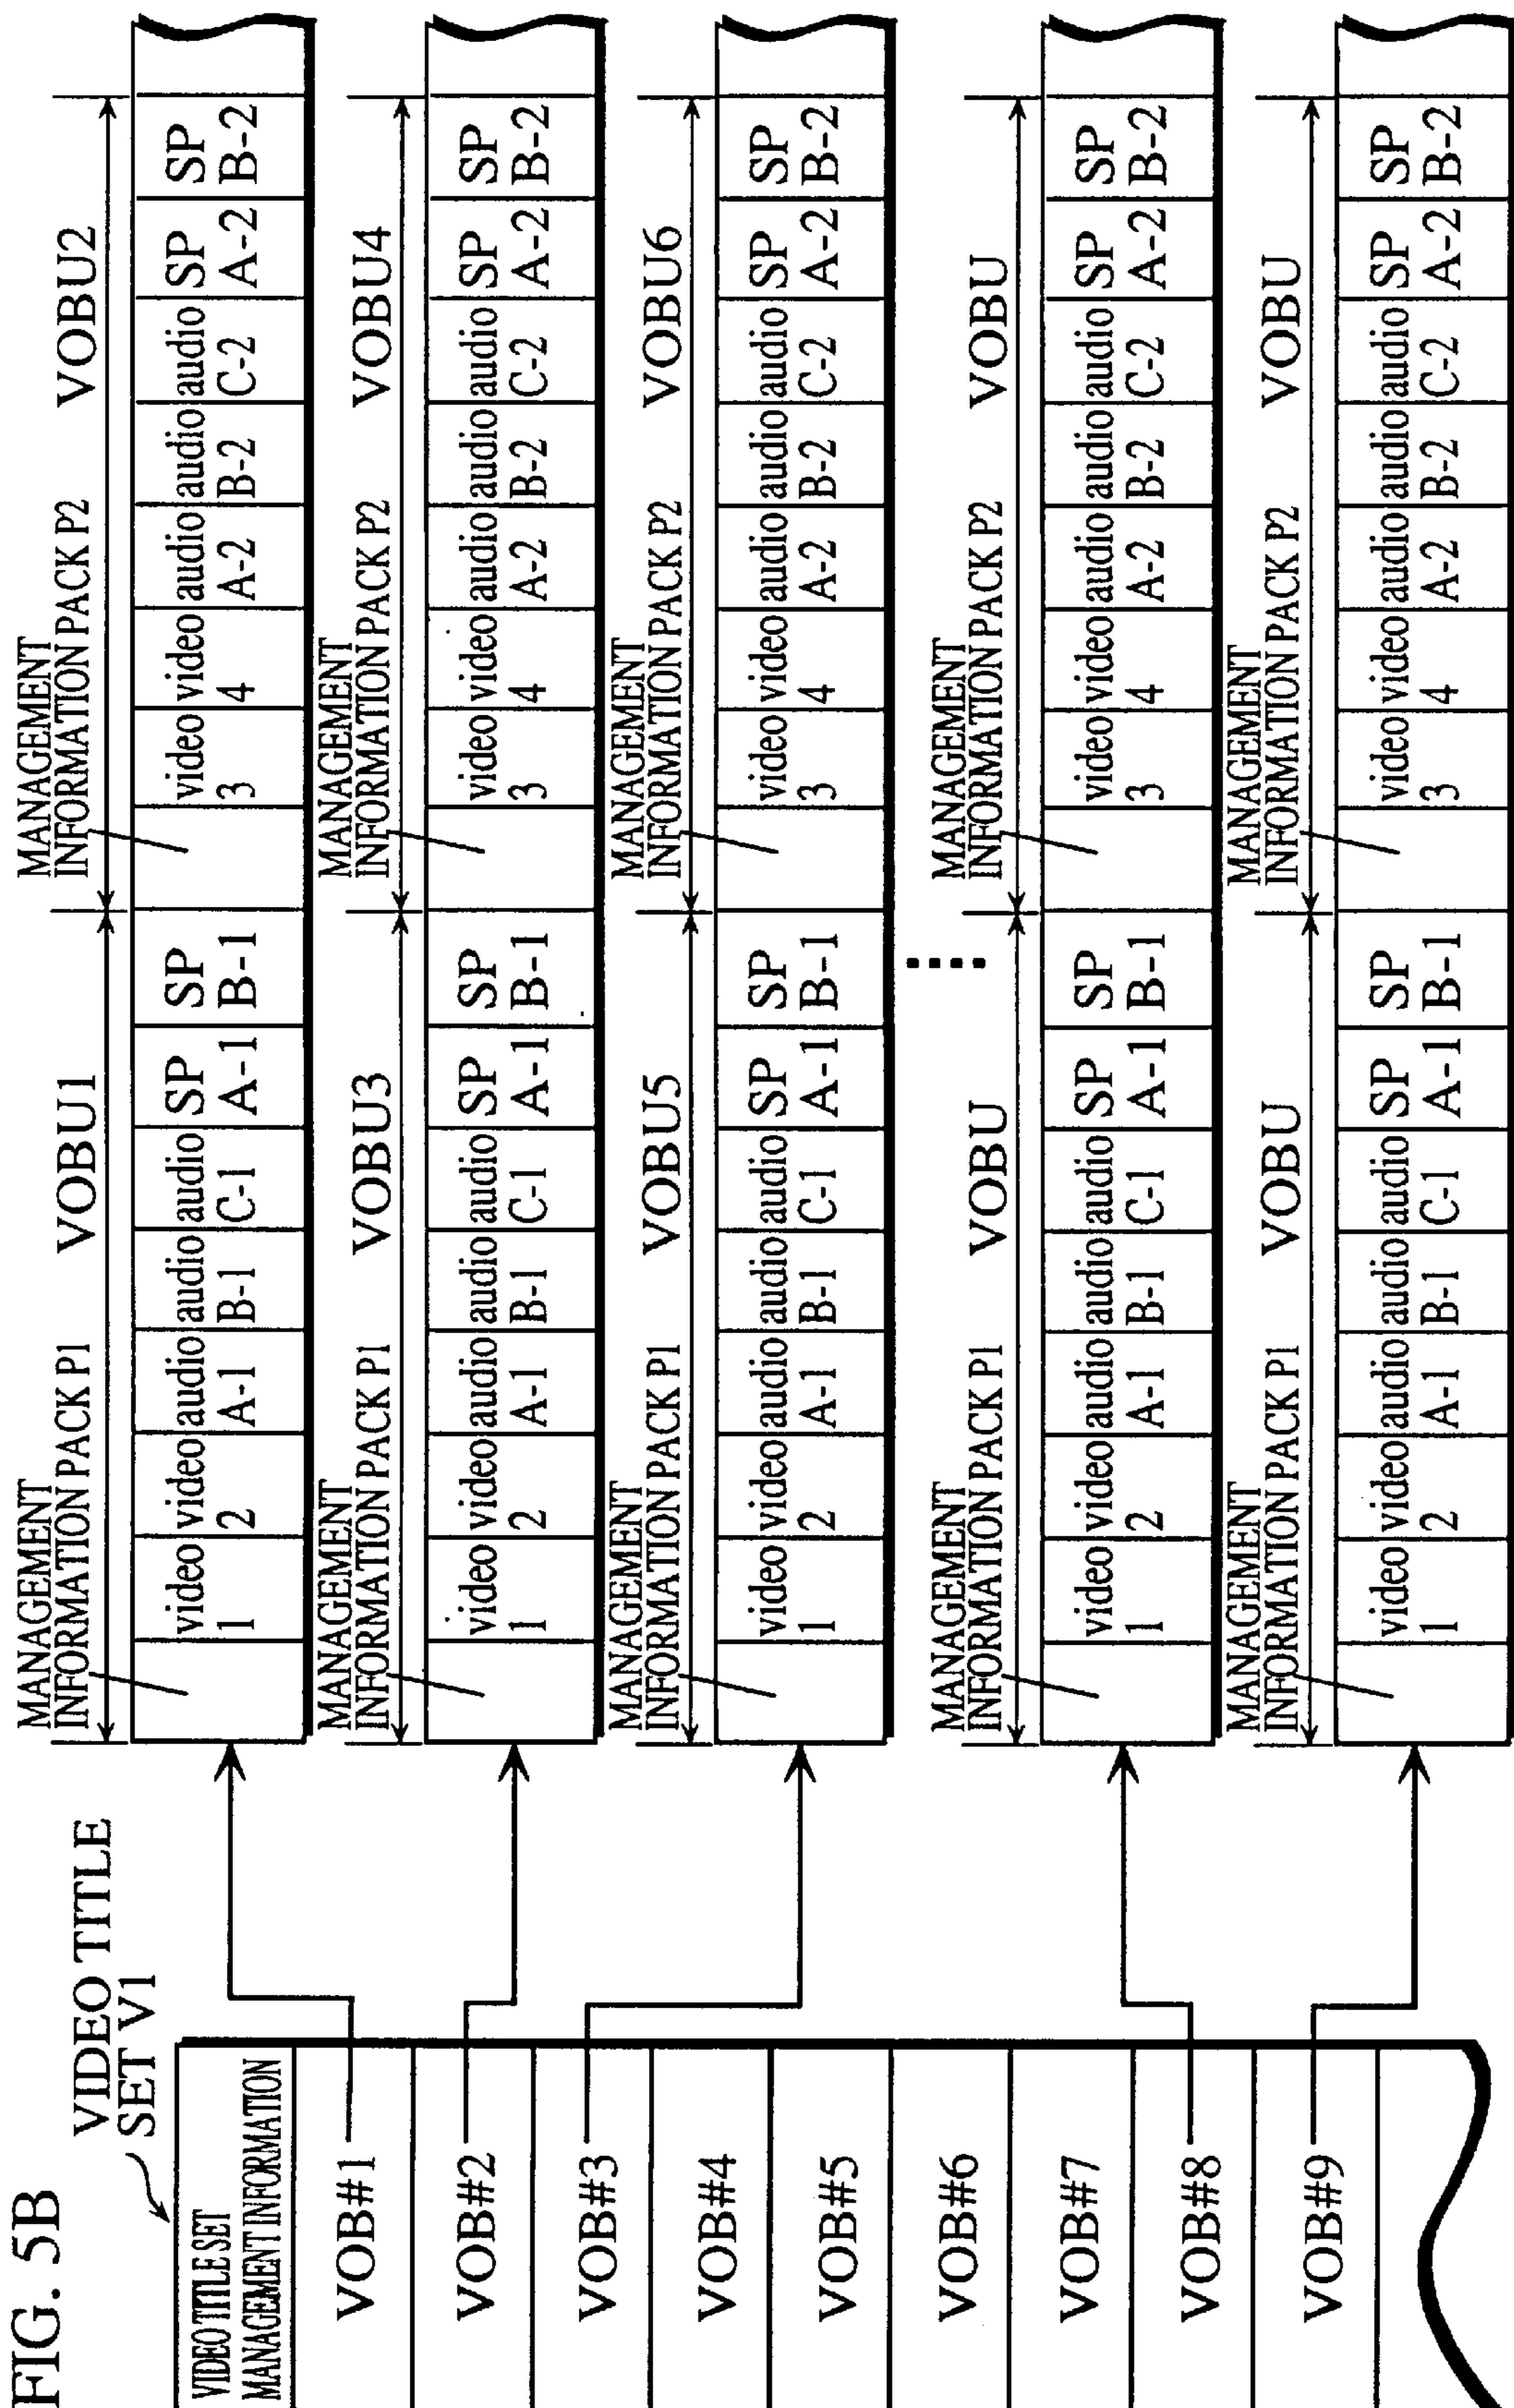 FIG. 5B
VIDEO TITLE
SET V1
VIDEO TITLE SET
MANAGEMENT INFORMATION
VOB#1
VOB#2
VOB#3
VOB#4
VOB#5
VOB#6
VOB#7
VOB#8
VOB#9
MANAGEMENT
INFORMATION PACK P1
VOBU1
MANAGEMENT
INFORMATION PACK P2
VOBU2
video video audio audio audio SP SP video video audio audio audio SP SP
1 2 A-1 B-1 C-1 A-1 B-1 3 4 A-2 B-2 C-2 A-2 B-2
MANAGEMENT
INFORMATION PACK P1
VOBU3
MANAGEMENT
INFORMATION PACK P2
VOBU4
video video audio audio audio SP SP video video audio audio audio SP SP
1 2 A-1 B-1 C-1 A-1 B-1 3 4 A-2 B-2 C-2 A-2 B-2
MANAGEMENT
INFORMATION PACK P1
VOBU5
MANAGEMENT
INFORMATION PACK P2
VOBU6
video video audio audio audio SP SP video video audio audio audio SP SP
1 2 A-1 B-1 C-1 A-1 B-1 3 4 A-2 B-2 C-2 A-2 B-2
MANAGEMENT
INFORMATION PACK P1
VOBU
MANAGEMENT
INFORMATION PACK P2
VOBU
video video audio audio audio SP SP video video audio audio audio SP SP
1 2 A-1 B-1 C-1 A-1 B-1 3 4 A-2 B-2 C-2 A-2 B-2
MANAGEMENT
INFORMATION PACK P1
VOBU
MANAGEMENT
INFORMATION PACK P2
VOBU
video video audio audio audio SP SP video video audio audio audio SP SP
1 2 A-1 B-1 C-1 A-1 B-1 3 4 A-2 B-2 C-2 A-2 B-2